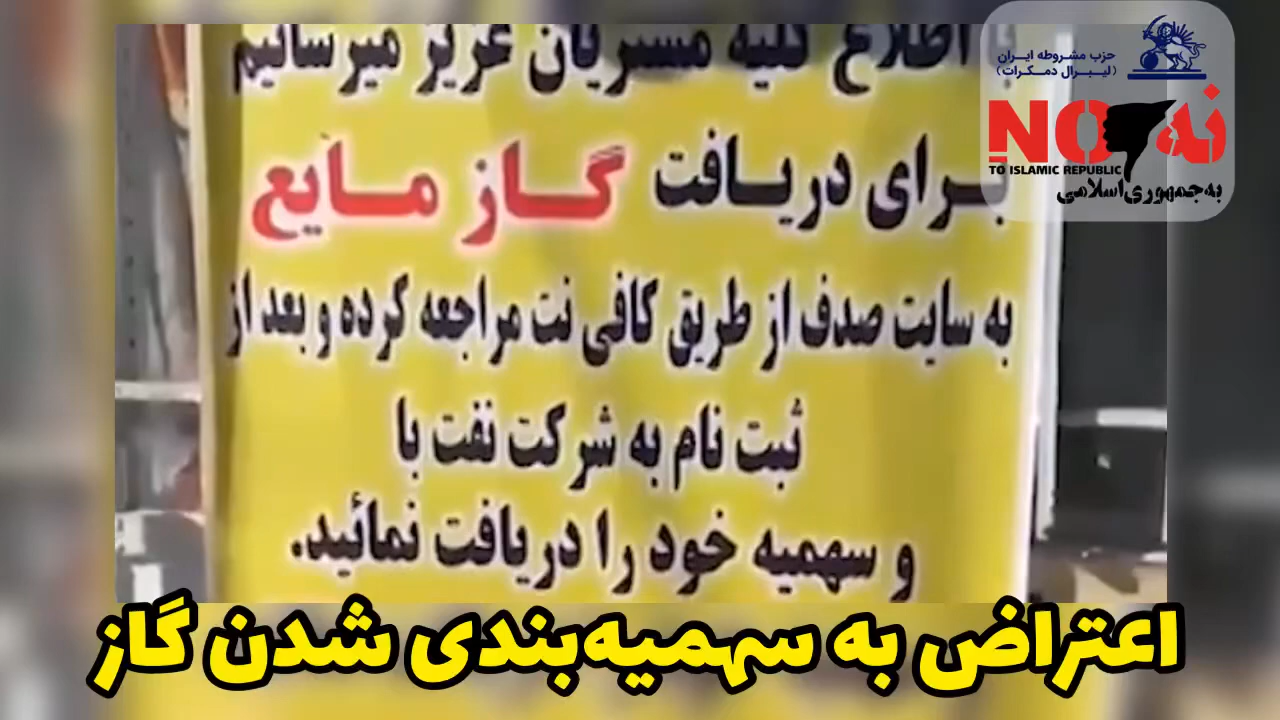 با اطلاع کلیه مشتریان عزیز میرسانیم
برای دریافت گاز مایع
به سایت صدف از طریق کافی نت مراجعه کرده و بعد از
ثبت نام به شرکت نفت با
و سهمیه خود را دریافت نمائید.
حزب مشروطه ایران
(لیبرال دمکرات)
NO نه
TO ISLAMIC REPUBLIC
به‌جمهوری‌اسلامی
اعتراض به سهمیه‌بندی شدن گاز